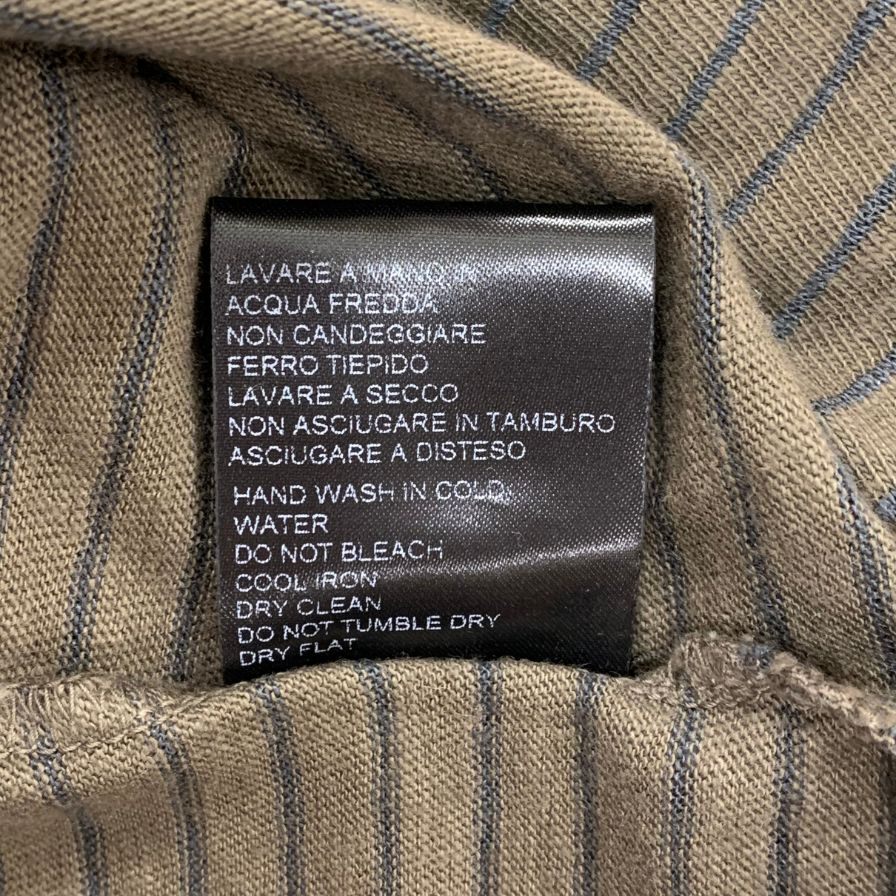 LAVARE A MANO IN
ACQUA FREDDA
NON CANDEGGIARE
FERRO TIEPIDO
LAVARE A SECCO
NON ASCIUGARE IN TAMBURO
ASCIUGARE A DISTESO
HAND WASH IN COLD
WATER
DO NOT BLEACH
COOL IRON
DRY CLEAN
DO NOT TUMBLE DRY
DRY FLAT